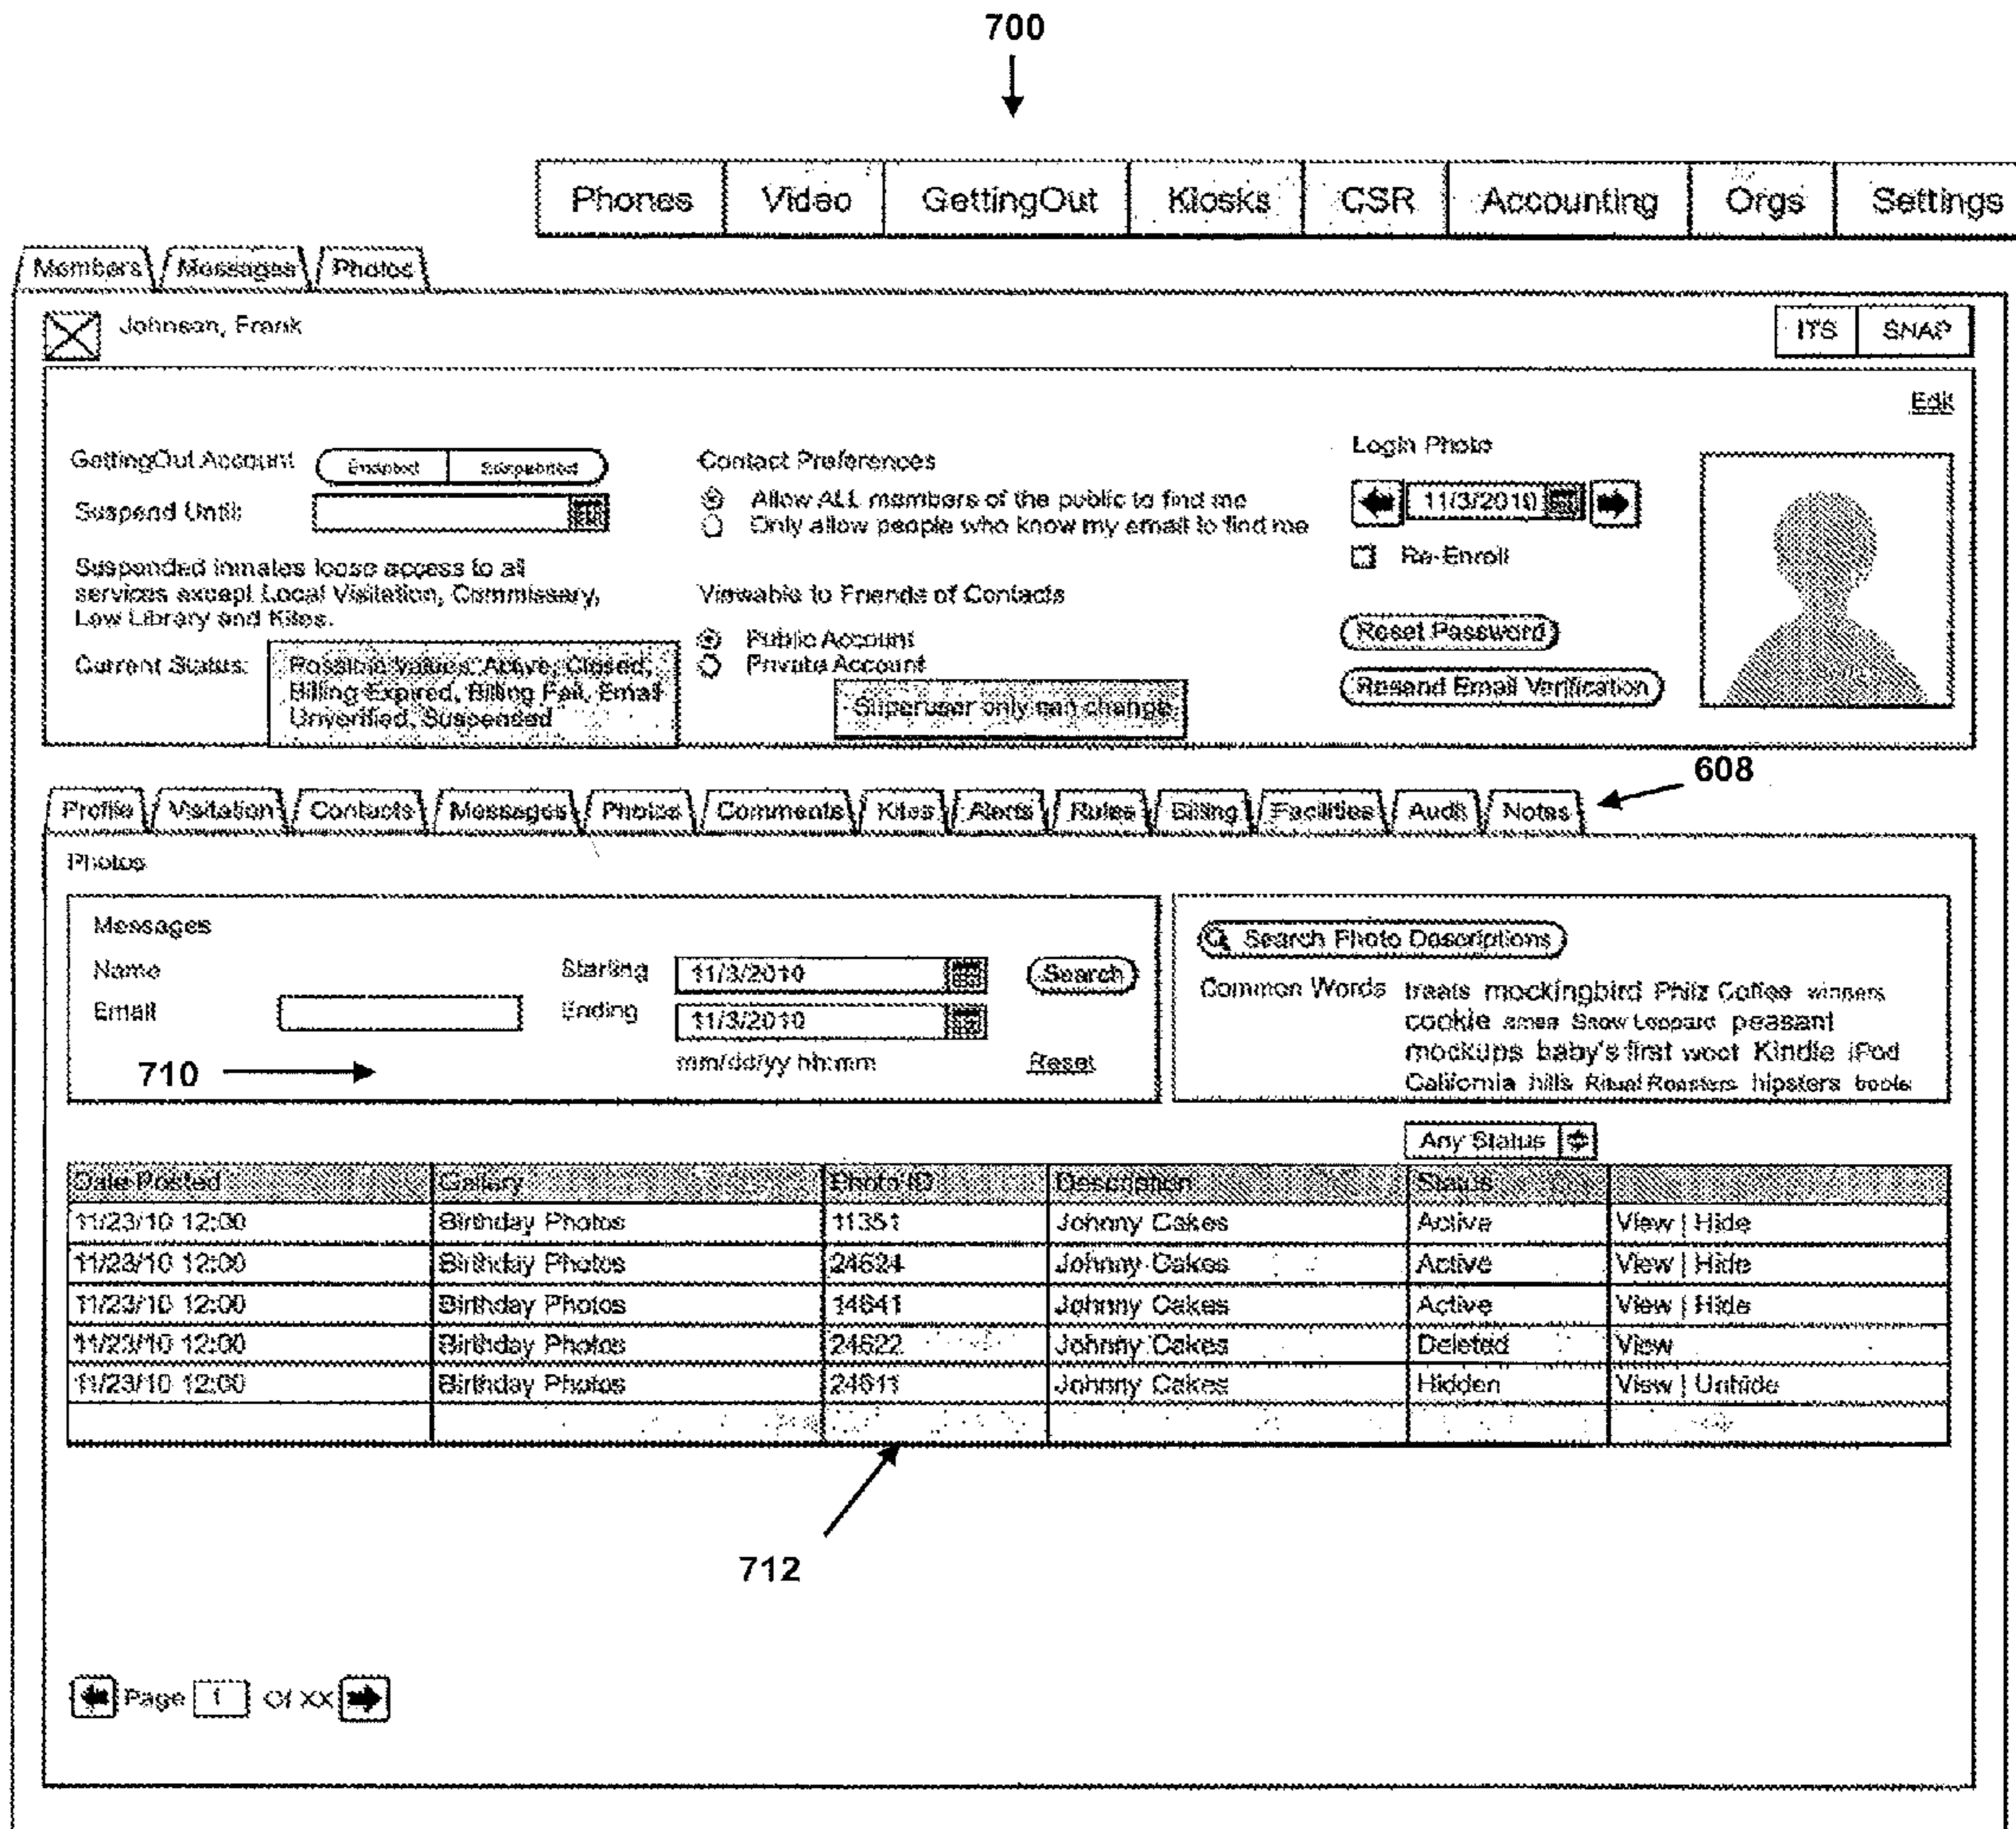 700
Phones Video GettingOut Kiosks CSR Accounting Orgs Settings
Members Messages Photos
Johnson, Frank
ITS SNAP
Edit
GettingOut Account Enabled Suspended
Suspend Until:
Suspended inmates loose access to all
services except Local Visitation, Commissary,
Law Library and Kites.
Current Status:
Possible Values: Active, Closed,
Billing Expired, Billing Fail, Email
Unverified, Suspended
Contact Preferences
Allow ALL members of the public to find me
Only allow people who know my email to find me
Viewable to Friends of Contacts
Public Account
Private Account
Superuser only can change
Login Photo
11/3/2010
Re-Enroll
Reset Password
Resend Email Verification
608
Profile Visitation Contacts Messages Photos Comments Kites Alerts Rules Billing Facilities Audit Notes
Photos
Messages
Name
Email
Starting 11/3/2010
Ending 11/3/2010
mm/dd/yy hh:mm
Search
Reset
710
Search Photo Descriptions
Common Words treats mockingbird Philz Coffee winners
cookie Snow Leopard peasant
mockups baby's first woot Kindle iPod
California hills Ritual Roasters hipsters
Any Status
Date Posted Gallery Photo ID Description Status
11/23/10 12:00 Birthday Photos 11351 Johnny Cakes Active View | Hide
11/23/10 12:00 Birthday Photos 24624 Johnny Cakes Active View | Hide
11/23/10 12:00 Birthday Photos 14641 Johnny Cakes Active View | Hide
11/23/10 12:00 Birthday Photos 24622 Johnny Cakes Deleted View
11/23/10 12:00 Birthday Photos 24611 Johnny Cakes Hidden View | Unhide
712
Page 1 Of XX